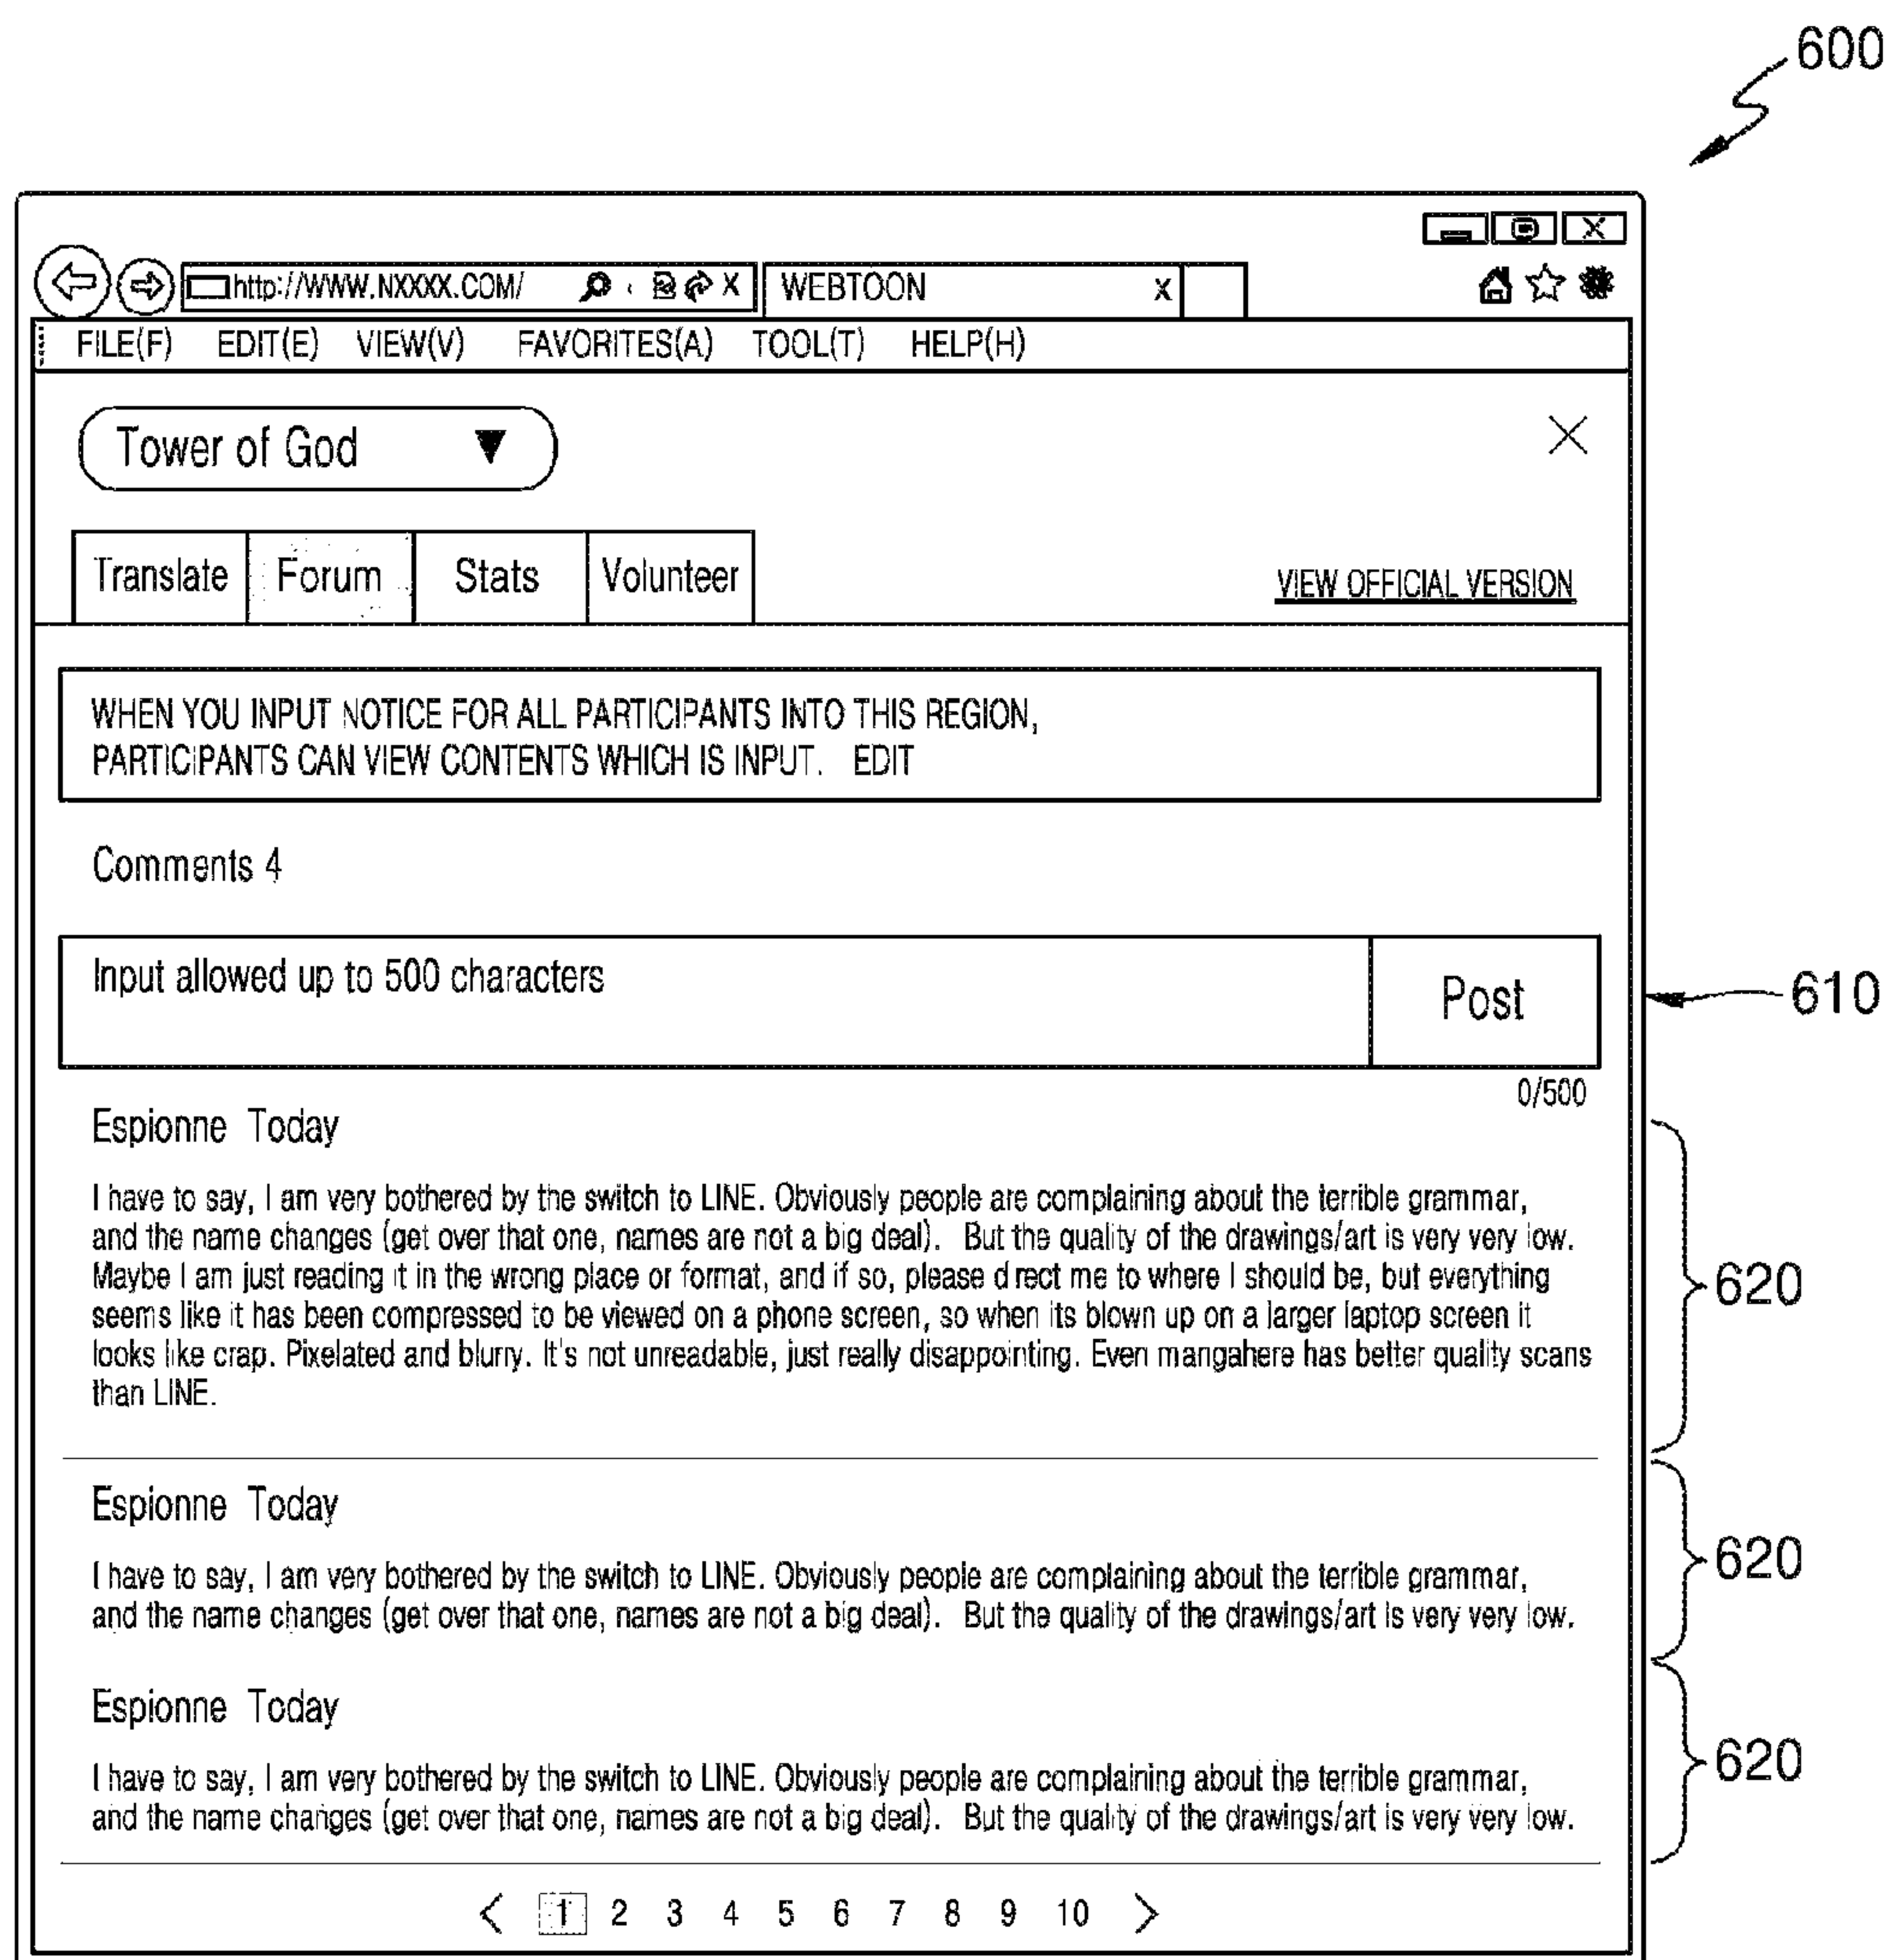 600
http://WWW.NXXXX.COM/ X WEBTOON X
FILE(F) EDIT(E) VIEW(V) FAVORITES(A) TOOL(T) HELP(H)
Tower of God ▼
Translate Forum Stats Volunteer VIEW OFFICIAL VERSION
WHEN YOU INPUT NOTICE FOR ALL PARTICIPANTS INTO THIS REGION,
PARTICIPANTS CAN VIEW CONTENTS WHICH IS INPUT. EDIT
Comments 4
Input allowed up to 500 characters Post 610
0/500
Espionne Today
I have to say, I am very bothered by the switch to LINE. Obviously people are complaining about the terrible grammar,
and the name changes (get over that one, names are not a big deal). But the quality of the drawings/art is very very low.
Maybe I am just reading it in the wrong place or format, and if so, please direct me to where I should be, but everything
seems like it has been compressed to be viewed on a phone screen, so when its blown up on a larger laptop screen it
looks like crap. Pixelated and blurry. It's not unreadable, just really disappointing. Even mangahere has better quality scans
than LINE.
620
Espionne Today
I have to say, I am very bothered by the switch to LINE. Obviously people are complaining about the terrible grammar,
and the name changes (get over that one, names are not a big deal). But the quality of the drawings/art is very very low.
620
Espionne Today
I have to say, I am very bothered by the switch to LINE. Obviously people are complaining about the terrible grammar,
and the name changes (get over that one, names are not a big deal). But the quality of the drawings/art is very very low.
620
< 1 2 3 4 5 6 7 8 9 10 >